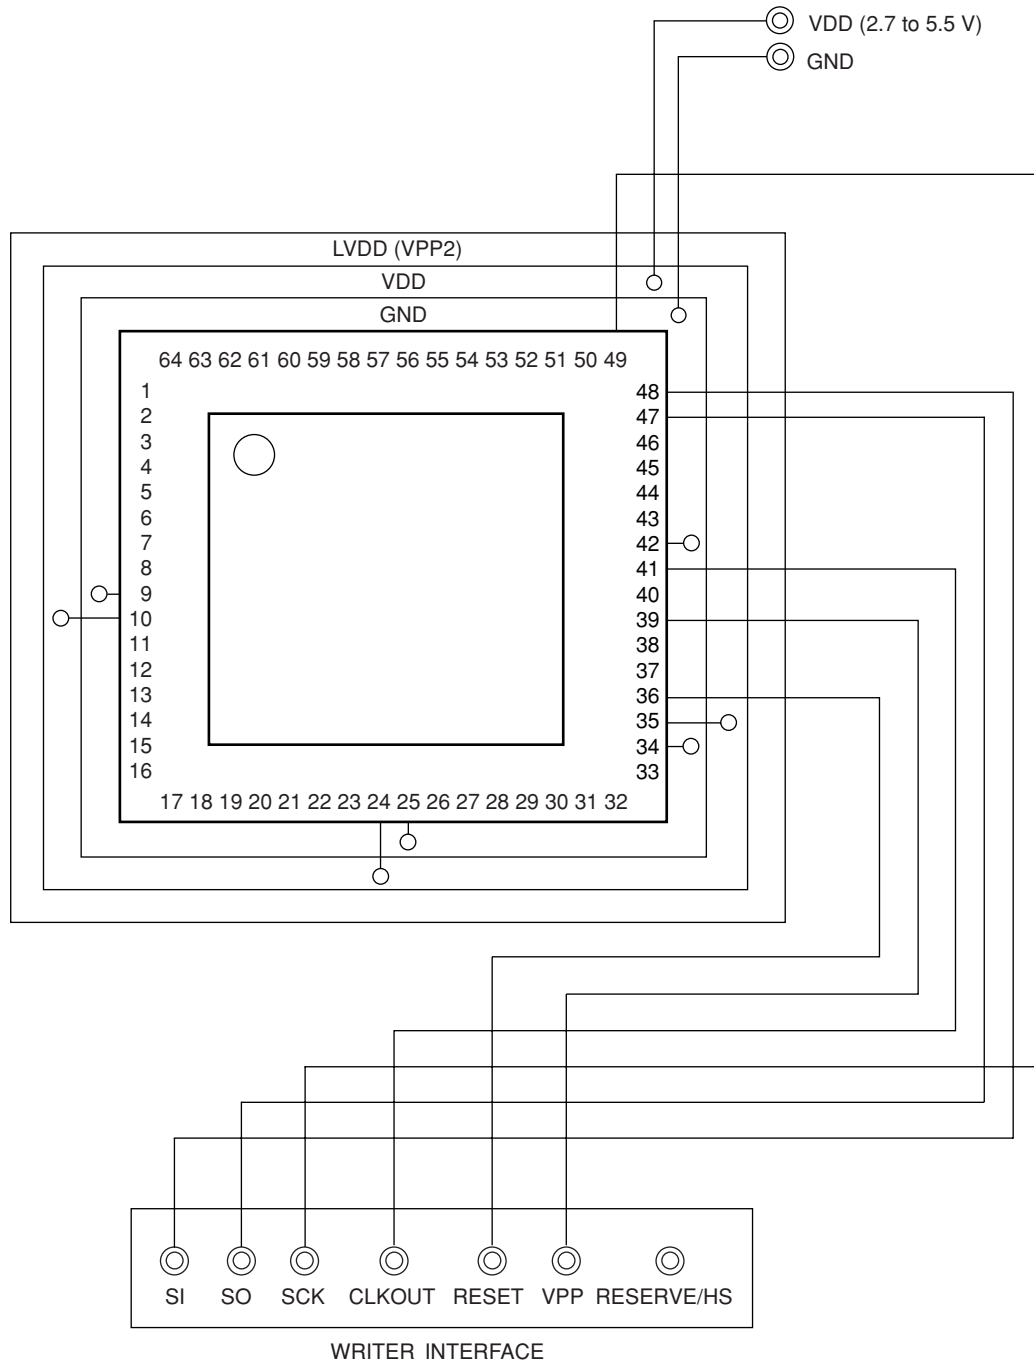 VDD (2.7 to 5.5 V)
GND
LVDD (VPP2)
VDD
GND
64 63 62 61 60 59 58 57 56 55 54 53 52 51 50 49
1 48
2 47
3 46
4 45
5 44
6 43
7 42
8 41
9 40
10 39
11 38
12 37
13 36
14 35
15 34
16 33
17 18 19 20 21 22 23 24 25 26 27 28 29 30 31 32
SI SO SCK CLKOUT RESET VPP RESERVE/HS
WRITER INTERFACE